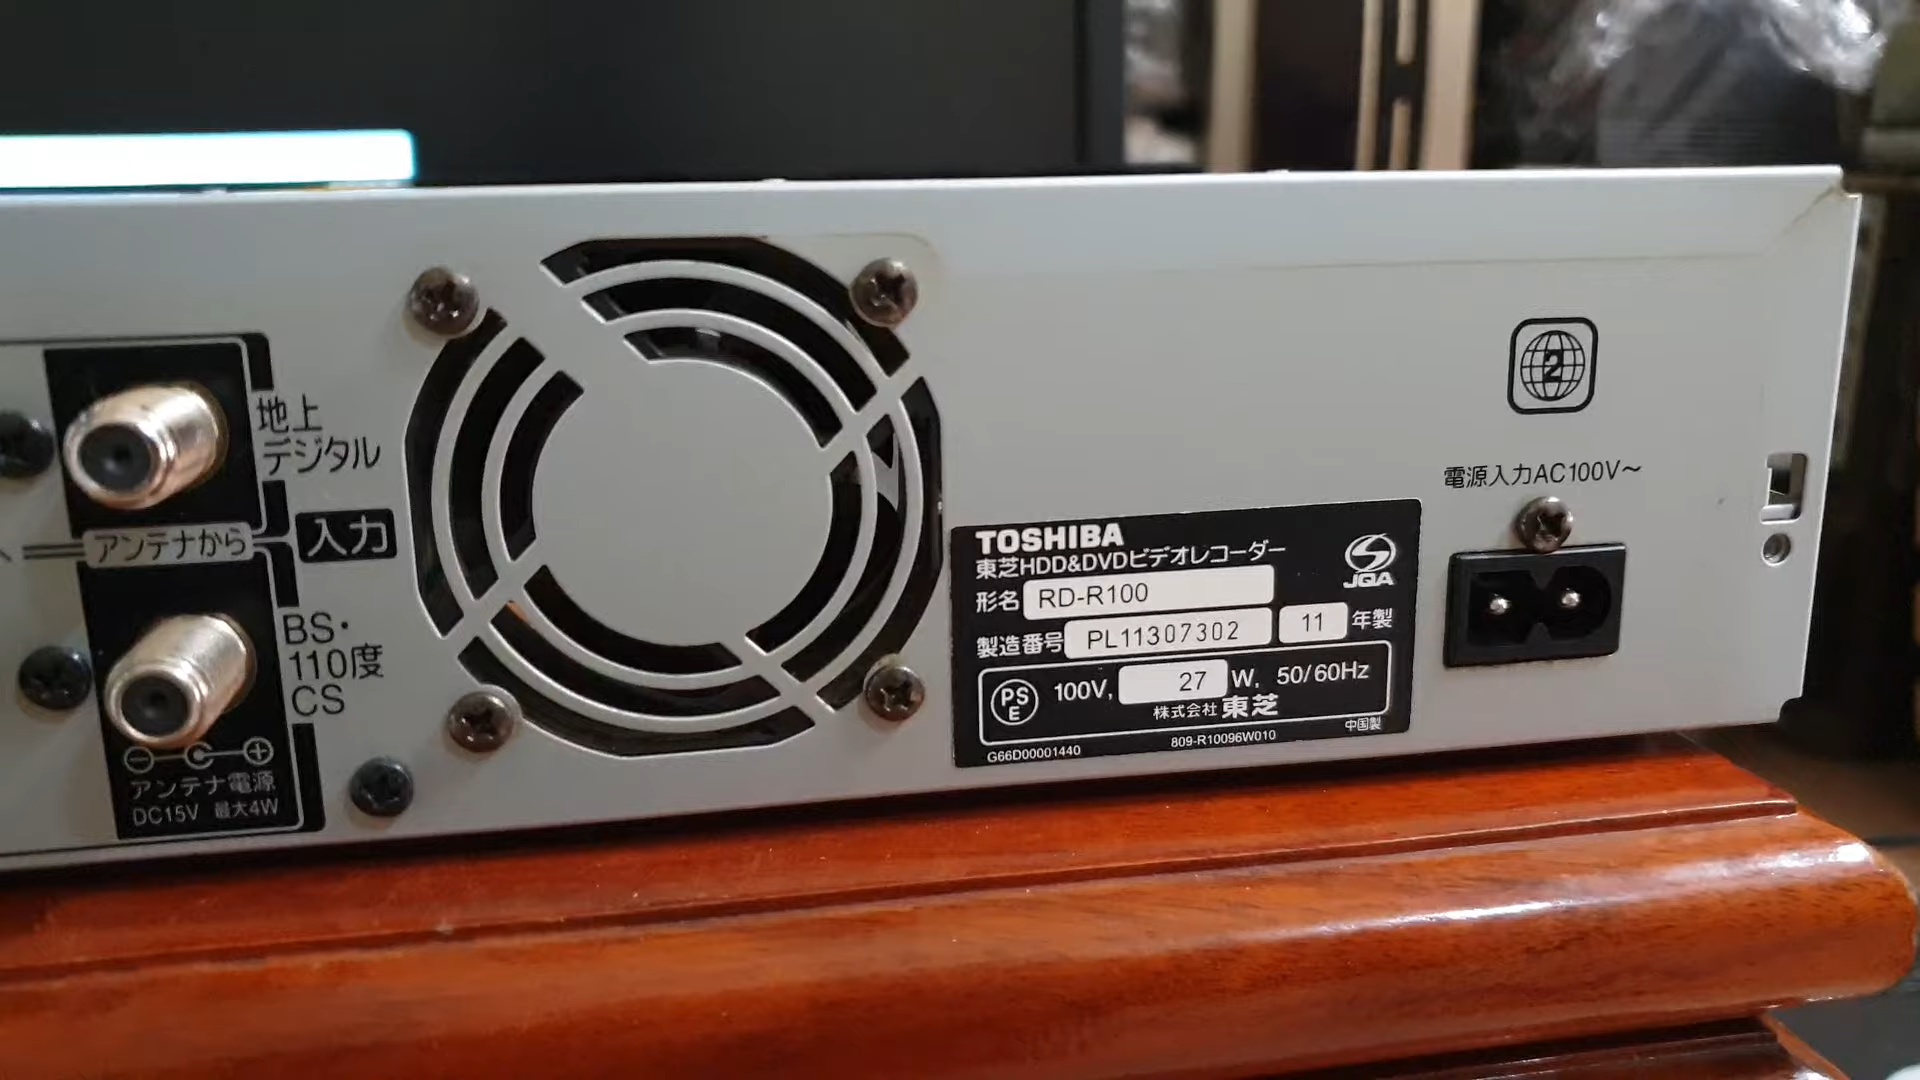 地上
デジタル
アンテナから
入力
BS・
110度
CS
アンテナ電源
DC15V 最大4W
2
電源入力AC100V～
TOSHIBA
東芝HDD&DVDビデオレコーダー
JQA
形名 RD-R100
製造番号 PL11307302 11 年製
PS
E
100V, 27 W, 50/60Hz
株式会社 東芝
中国製
G66D00001440
809-R10096W010